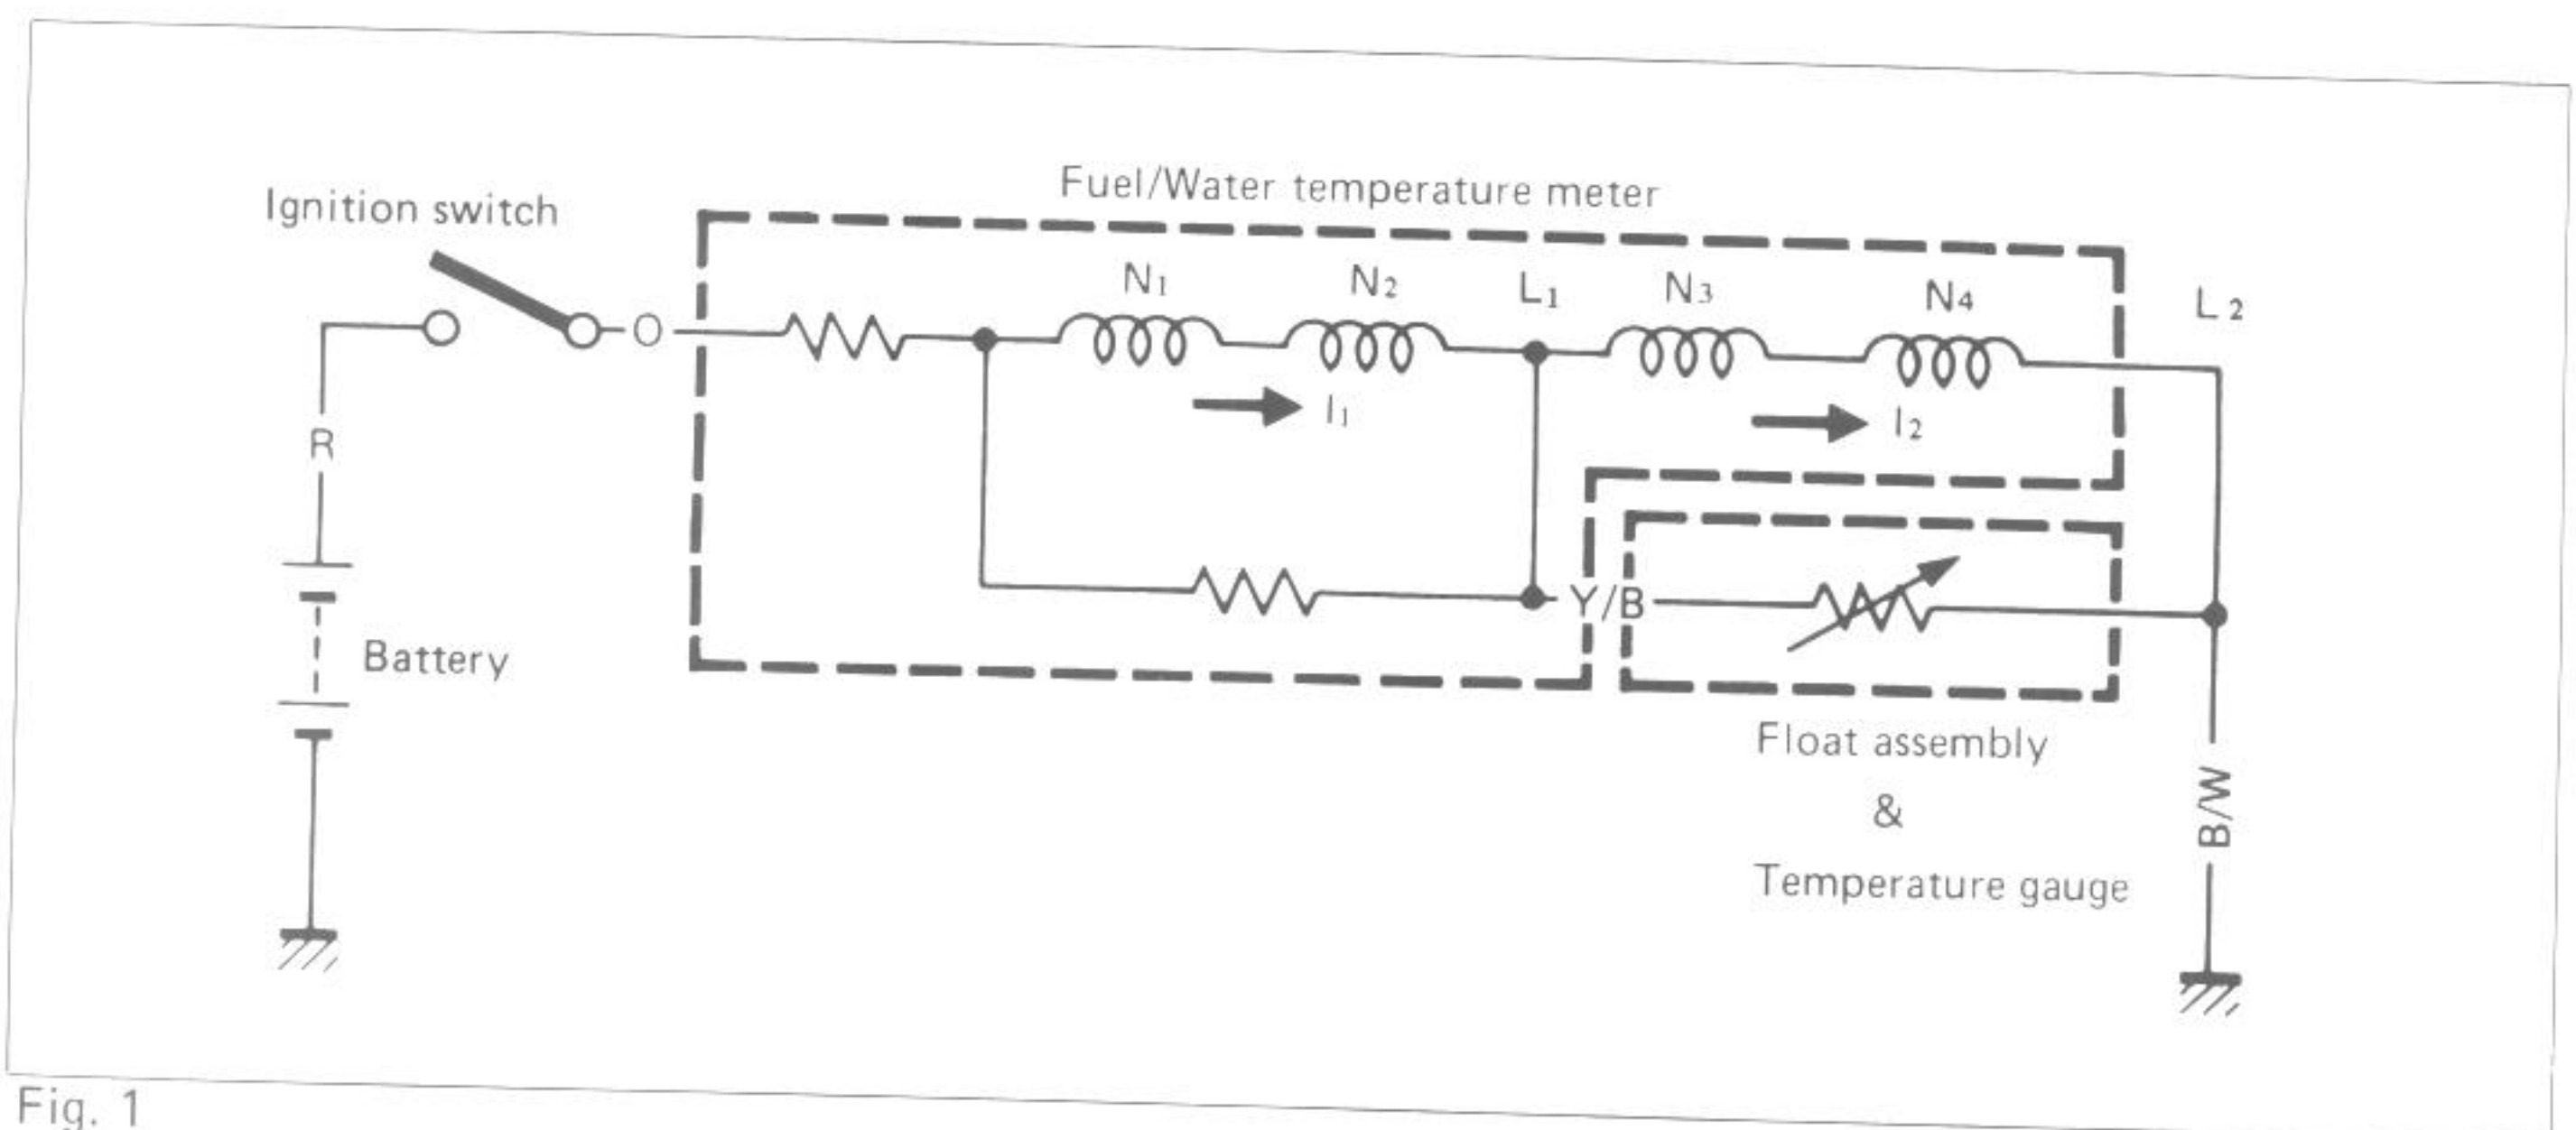 Fuel/Water temperature meter
Ignition switch
N1
N2
L1
N3
N4
L2
O
I1
I2
R
Y/B
Battery
Float assembly
&
Temperature gauge
B/W
Fig. 1